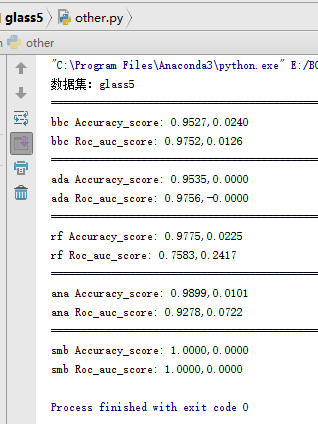 glass5
other.py
other
"C:\Program Files\Anaconda3\python.exe" E:/B
数据集: glass5
bbc Accuracy_score: 0.9527,0.0240
bbc Roc_auc_score: 0.9752,0.0126
ada Accuracy_score: 0.9535,0.0000
ada Roc_auc_score: 0.9756,-0.0000
rf Accuracy_score: 0.9775,0.0225
rf Roc_auc_score: 0.7583,0.2417
ana Accuracy_score: 0.9899,0.0101
ana Roc_auc_score: 0.9278,0.0722
smb Accuracy_score: 1.0000,0.0000
smb Roc_auc_score: 1.0000,0.0000
Process finished with exit code 0